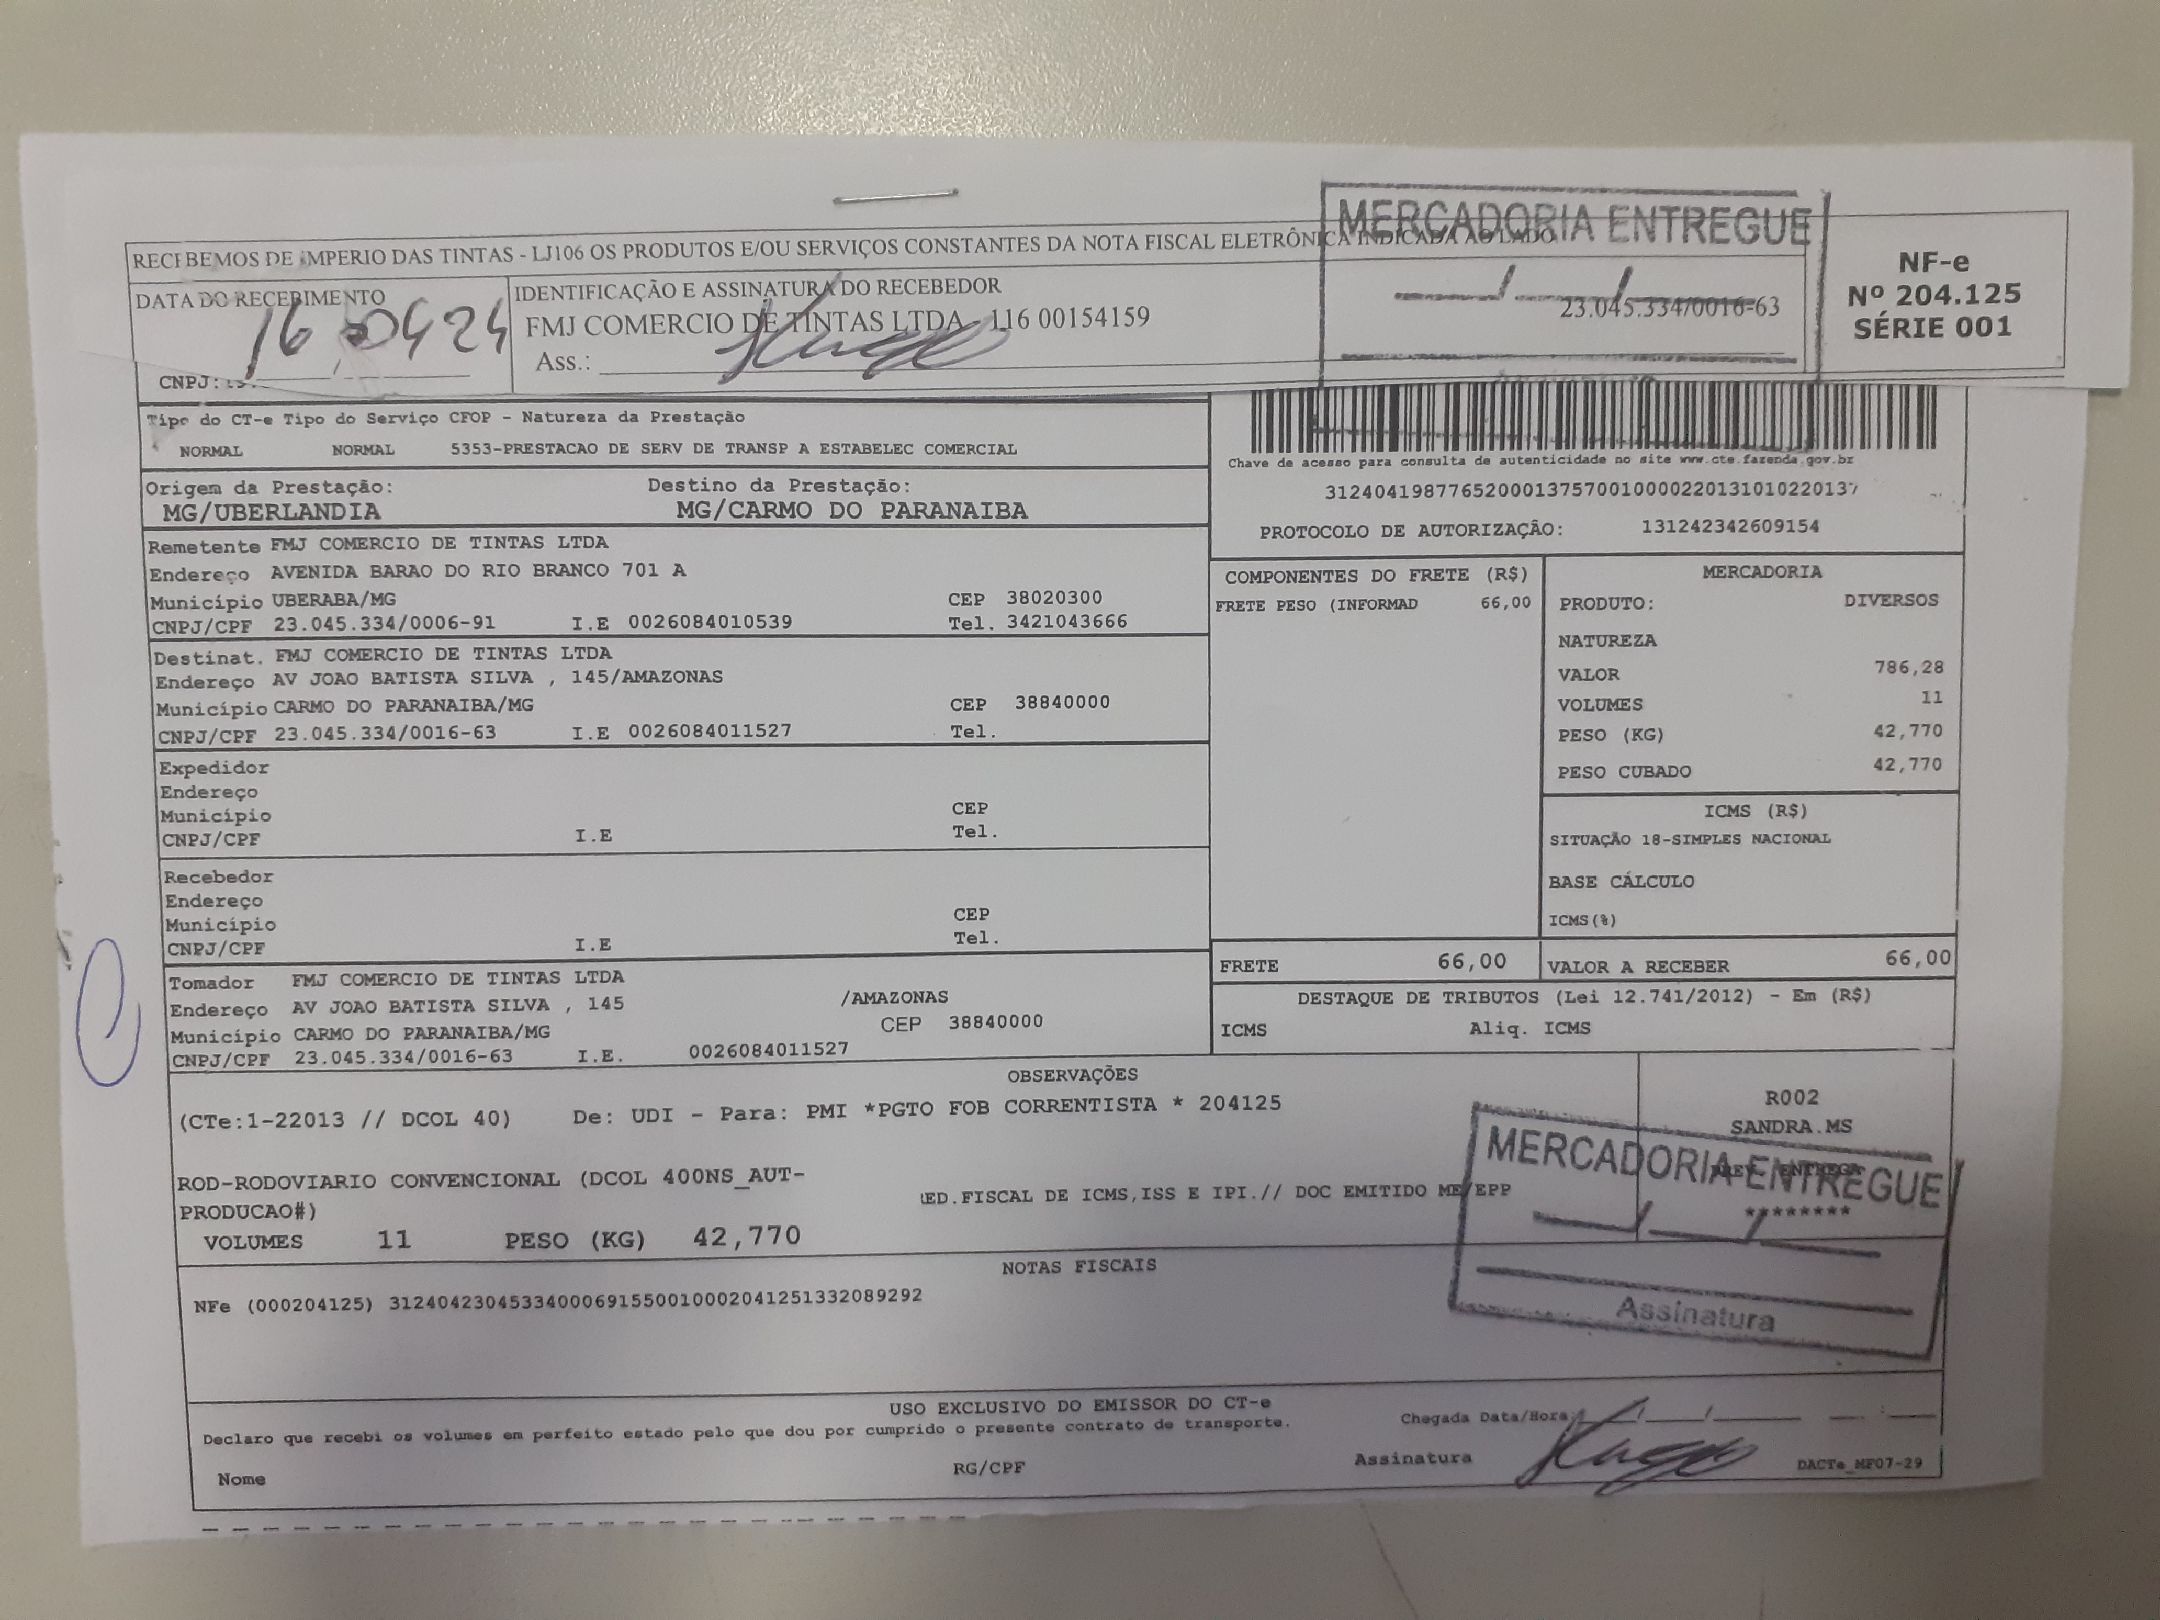 MERCADORIA ENTREGUE
RECEBEMOS DE IMPERIO DAS TINTAS - LJ106 OS PRODUTOS E/OU SERVIÇOS CONSTANTES DA NOTA FISCAL ELETRÔNICA INDICADA AO LADO
DATA DO RECEBIMENTO
16 04 24
IDENTIFICAÇÃO E ASSINATURA DO RECEBEDOR
FMJ COMERCIO DE TINTAS LTDA - 116 00154159
23.045.334/0016-63
Ass.:
NF-e
Nº 204.125
SÉRIE 001
CNPJ:
Tipo do CT-e Tipo do Serviço CFOP - Natureza da Prestação
NORMAL NORMAL 5353-PRESTACAO DE SERV DE TRANSP A ESTABELEC COMERCIAL
Chave de acesso para consulta de autenticidade no site www.cte.fazenda.gov.br
PROTOCOLO DE AUTORIZAÇÃO: 131242342609154
Origem da Prestação: Destino da Prestação:
MG/UBERLANDIA MG/CARMO DO PARANAIBA
Remetente FMJ COMERCIO DE TINTAS LTDA
Endereço AVENIDA BARAO DO RIO BRANCO 701 A
Município UBERABA/MG CEP 38020300
CNPJ/CPF 23.045.334/0006-91 I.E 0026084010539 Tel. 3421043666
Destinat. FMJ COMERCIO DE TINTAS LTDA
Endereço AV JOAO BATISTA SILVA , 145/AMAZONAS
Município CARMO DO PARANAIBA/MG CEP 38840000
CNPJ/CPF 23.045.334/0016-63 I.E 0026084011527 Tel.
Expedidor
Endereço
Município CEP
CNPJ/CPF I.E Tel.
Recebedor
Endereço
Município CEP
CNPJ/CPF I.E Tel.
Tomador FMJ COMERCIO DE TINTAS LTDA
Endereço AV JOAO BATISTA SILVA , 145 /AMAZONAS
Município CARMO DO PARANAIBA/MG CEP 38840000
CNPJ/CPF 23.045.334/0016-63 I.E. 0026084011527
COMPONENTES DO FRETE (R$)
FRETE PESO (INFORMAD 66,00
MERCADORIA
PRODUTO: DIVERSOS
NATUREZA
VALOR 786,28
VOLUMES 11
PESO (KG) 42,770
PESO CUBADO 42,770
ICMS (R$)
SITUAÇÃO 18-SIMPLES NACIONAL
BASE CÁLCULO
ICMS(%)
FRETE 66,00 VALOR A RECEBER 66,00
DESTAQUE DE TRIBUTOS (Lei 12.741/2012) - Em (R$)
ICMS Aliq. ICMS
OBSERVAÇÕES
(CTe:1-22013 // DCOL 40) De: UDI - Para: PMI *PGTO FOB CORRENTISTA * 204125
ROD-RODOVIARIO CONVENCIONAL (DCOL 400NS_AUT-
PRODUCAO#)
ED.FISCAL DE ICMS,ISS E IPI.// DOC EMITIDO ME/EPP
VOLUMES 11 PESO (KG) 42,770
R002
SANDRA.MS
PREV. ENTREGA
********
MERCADORIA ENTREGUE
Assinatura
NOTAS FISCAIS
NFe (000204125) 31240423045334000691550010002041251332089292
USO EXCLUSIVO DO EMISSOR DO CT-e
Declaro que recebi os volumes em perfeito estado pelo que dou por cumprido o presente contrato de transporte.
Chegada Data/Hora
Nome RG/CPF Assinatura
DACTe_MF07-29